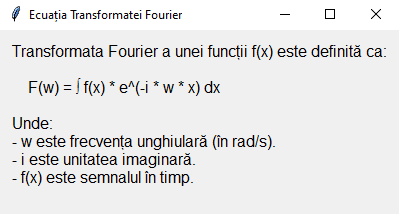 Ecuația Transformatei Fourier
Transformata Fourier a unei funcții f(x) este definită ca:
F(w) = ∫ f(x) * e^(-i * w * x) dx
Unde:
- w este frecvența unghiulară (în rad/s).
- i este unitatea imaginară.
- f(x) este semnalul în timp.